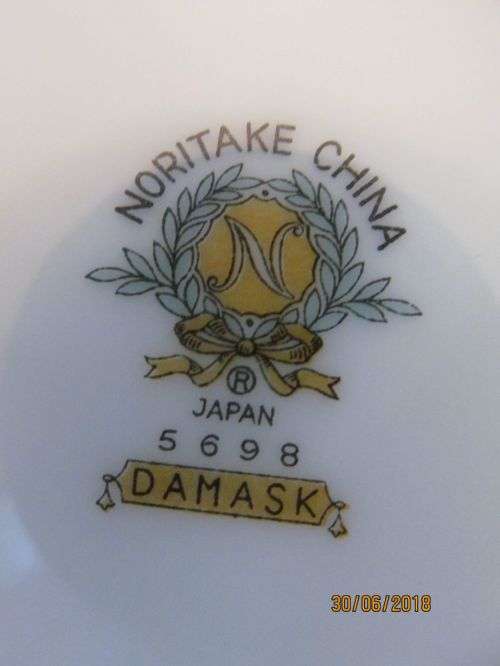 NORITAKE CHINA
N
®
JAPAN
5698
DAMASK
30/06/2018